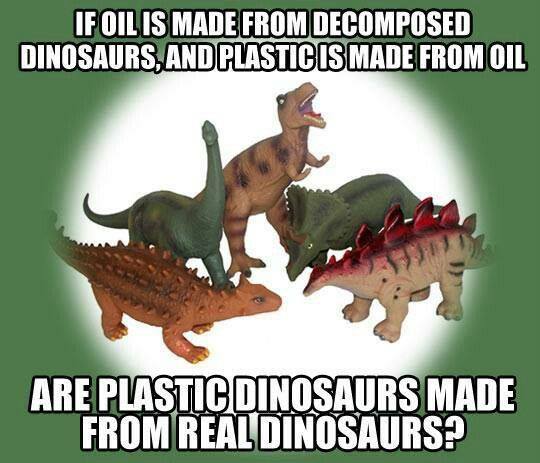 IF OIL IS MADE FROM DECOMPOSED
DINOSAURS, AND PLASTIC IS MADE FROM OIL
ARE PLASTIC DINOSAURS MADE
FROM REAL DINOSAURS?